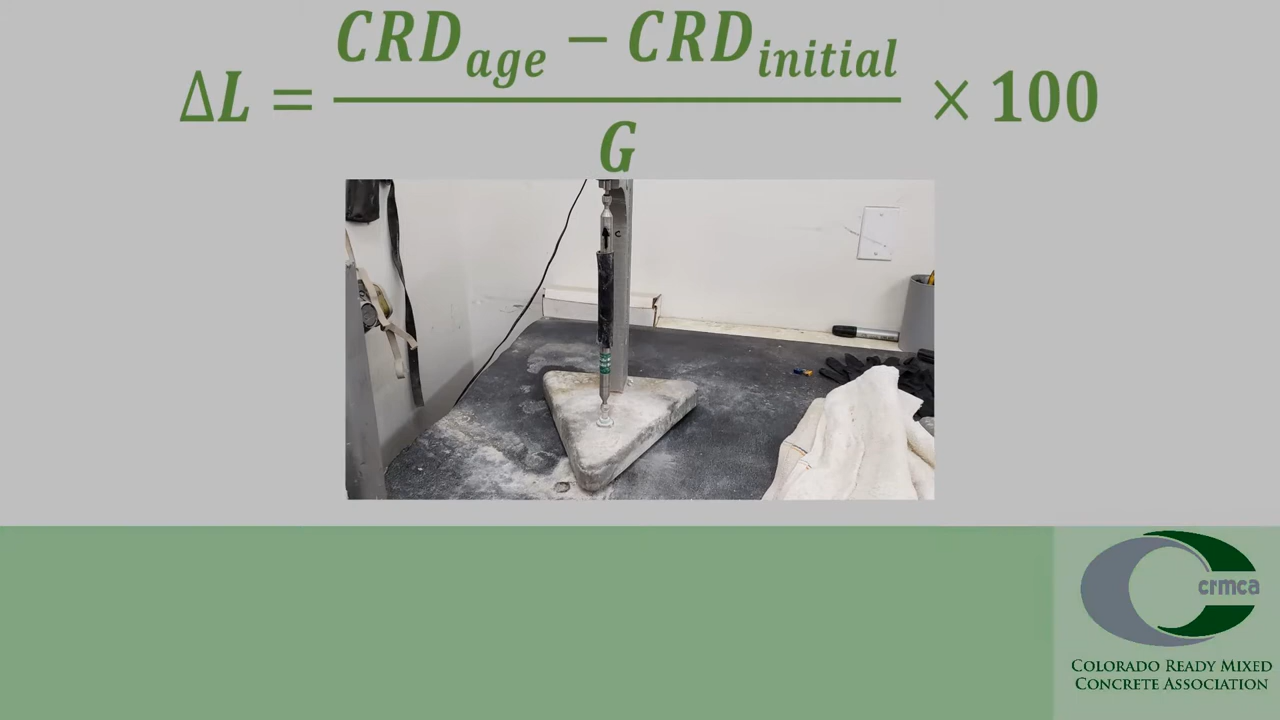 ΔL = (CRD_age − CRD_initial) / G × 100
crmca
COLORADO READY MIXED
CONCRETE ASSOCIATION